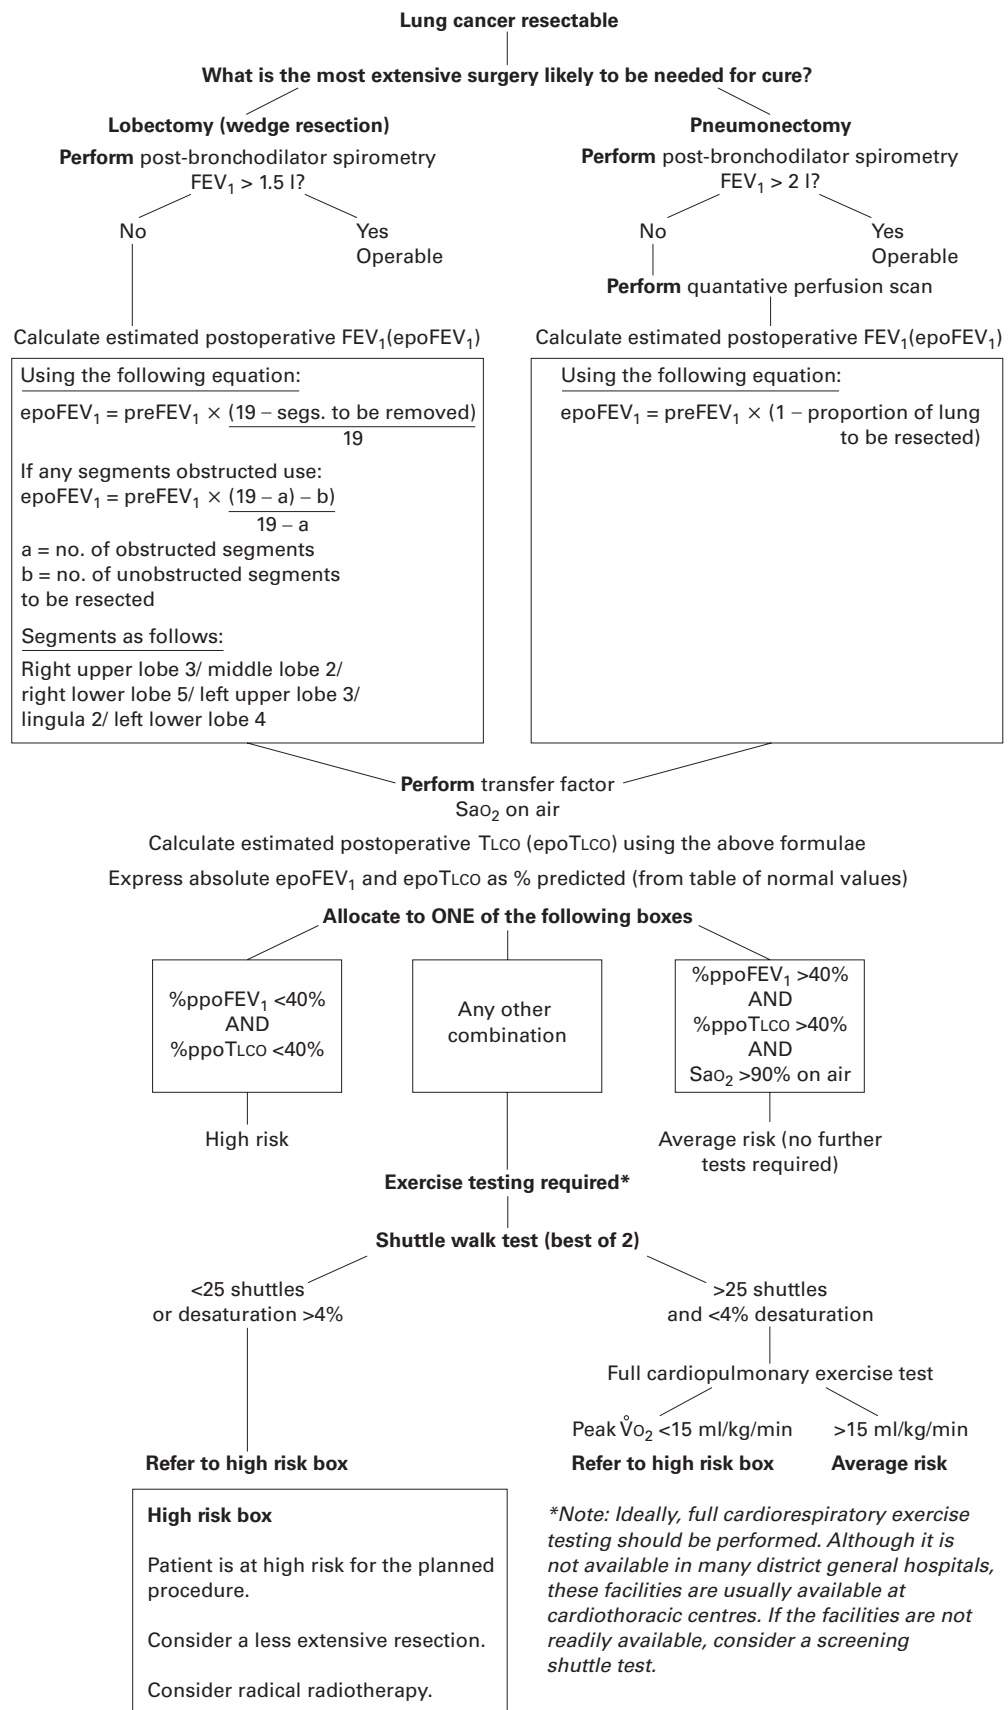 Lung cancer resectable
What is the most extensive surgery likely to be needed for cure?
Lobectomy (wedge resection)
Perform post-bronchodilator spirometry
FEV₁ > 1.5 l?
No
Yes
Operable
Pneumonectomy
Perform post-bronchodilator spirometry
FEV₁ > 2 l?
No
Yes
Operable
Perform quantative perfusion scan
Calculate estimated postoperative FEV₁(epoFEV₁)
Using the following equation:
epoFEV₁ = preFEV₁ × (19 – segs. to be removed)
19
If any segments obstructed use:
epoFEV₁ = preFEV₁ × (19 – a) – b)
19 – a
a = no. of obstructed segments
b = no. of unobstructed segments
to be resected
Segments as follows:
Right upper lobe 3/ middle lobe 2/
right lower lobe 5/ left upper lobe 3/
lingula 2/ left lower lobe 4
Calculate estimated postoperative FEV₁(epoFEV₁)
Using the following equation:
epoFEV₁ = preFEV₁ × (1 – proportion of lung
to be resected)
Perform transfer factor
SaO₂ on air
Calculate estimated postoperative TLCO (epoTLCO) using the above formulae
Express absolute epoFEV₁ and epoTLCO as % predicted (from table of normal values)
Allocate to ONE of the following boxes
%ppoFEV₁ <40%
AND
%ppoTLCO <40%
High risk
Any other
combination
%ppoFEV₁ >40%
AND
%ppoTLCO >40%
AND
SaO₂ >90% on air
Average risk (no further
tests required)
Exercise testing required*
Shuttle walk test (best of 2)
<25 shuttles
or desaturation >4%
>25 shuttles
and <4% desaturation
Full cardiopulmonary exercise test
Peak V̊O₂ <15 ml/kg/min
>15 ml/kg/min
Refer to high risk box
Refer to high risk box
Average risk
High risk box
Patient is at high risk for the planned
procedure.
Consider a less extensive resection.
Consider radical radiotherapy.
*Note: Ideally, full cardiorespiratory exercise
testing should be performed. Although it is
not available in many district general hospitals,
these facilities are usually available at
cardiothoracic centres. If the facilities are not
readily available, consider a screening
shuttle test.